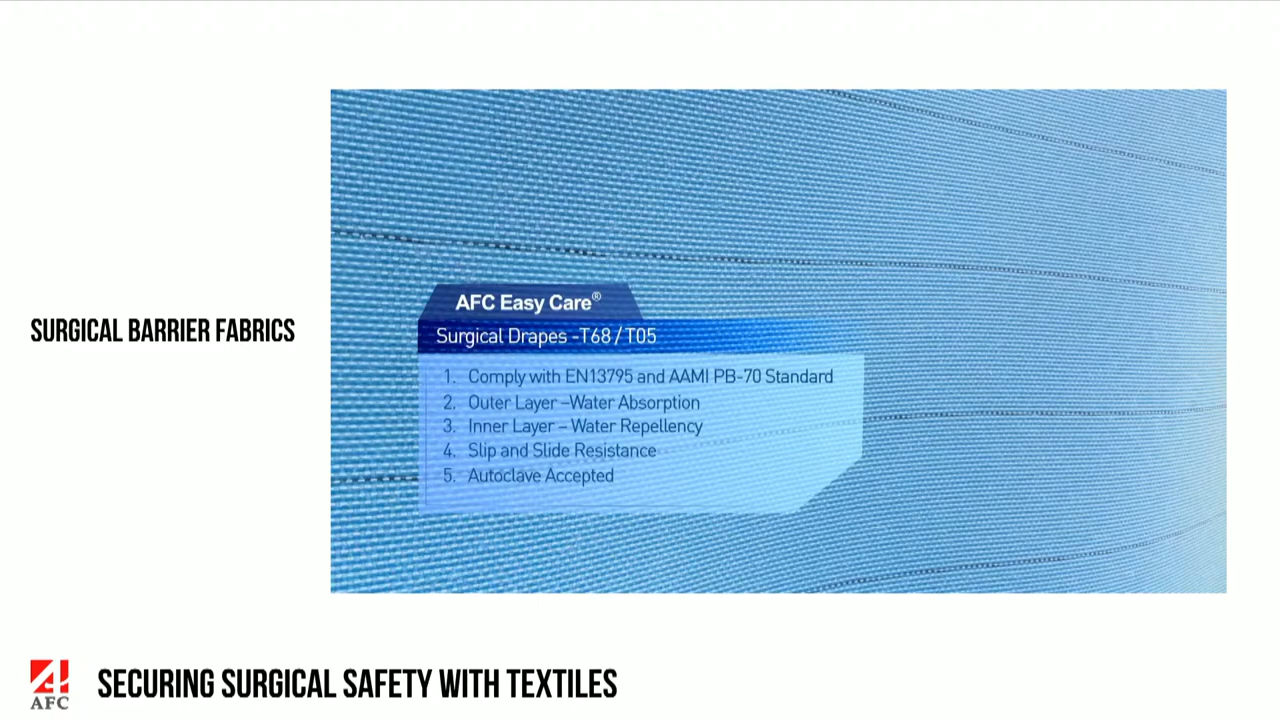 SURGICAL BARRIER FABRICS
AFC Easy Care®
Surgical Drapes -T68 / T05
1. Comply with EN13795 and AAMI PB-70 Standard
2. Outer Layer –Water Absorption
3. Inner Layer – Water Repellency
4. Slip and Slide Resistance
5. Autoclave Accepted
AFC
SECURING SURGICAL SAFETY WITH TEXTILES